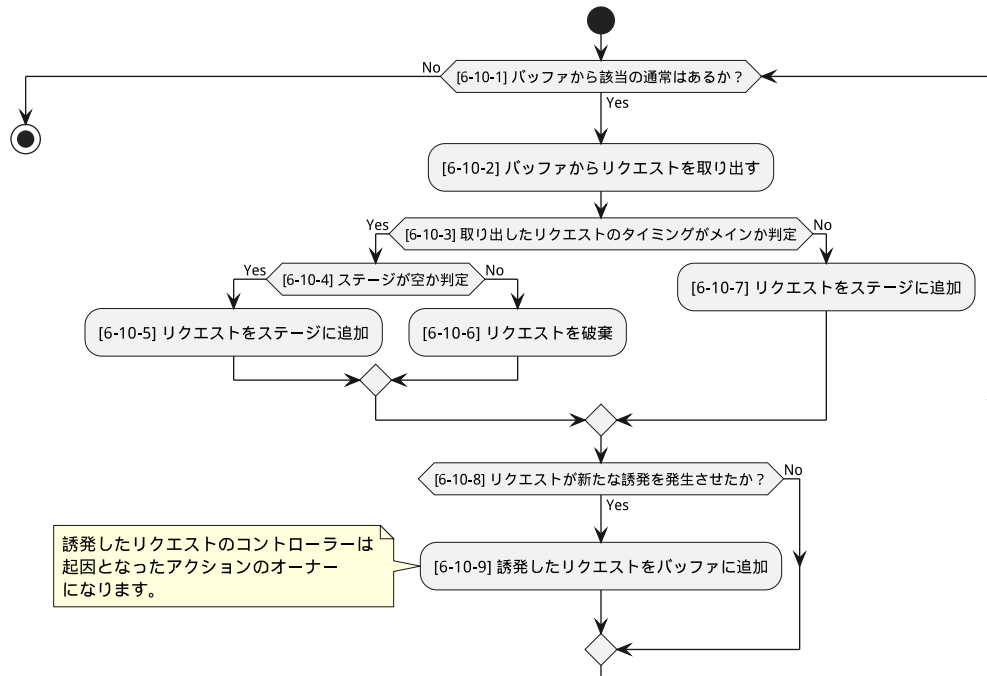 [6-10-1] バッファから該当の通常はあるか？
No
Yes
[6-10-2] バッファからリクエストを取り出す
Yes
[6-10-3] 取り出したリクエストのタイミングがメインか判定
No
Yes
[6-10-4] ステージが空か判定
No
[6-10-7] リクエストをステージに追加
[6-10-5] リクエストをステージに追加
[6-10-6] リクエストを破棄
[6-10-8] リクエストが新たな誘発を発生させたか？
No
Yes
誘発したリクエストのコントローラーは
起因となったアクションのオーナー
になります。
[6-10-9] 誘発したリクエストをバッファに追加